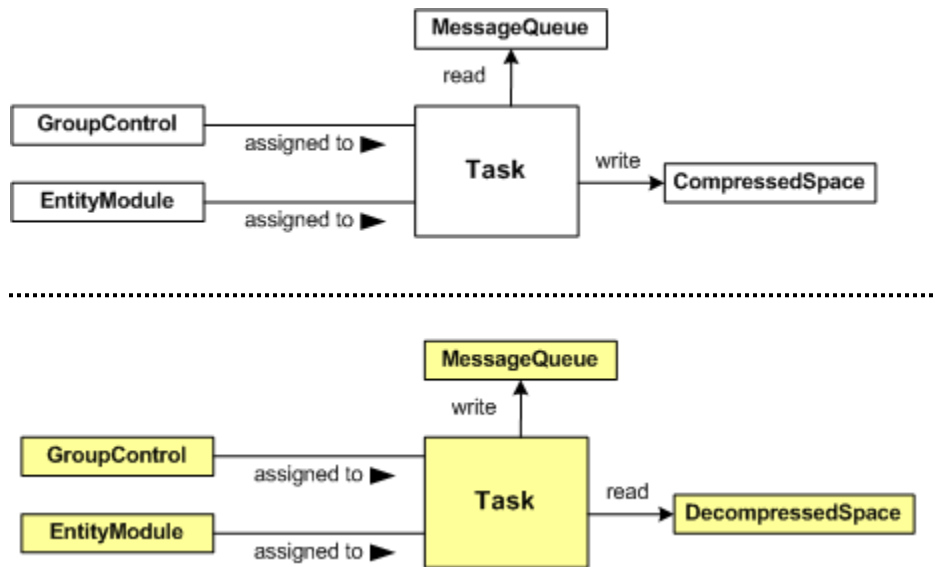 MessageQueue
read
GroupControl
assigned to
Task
write
CompressedSpace
EntityModule
assigned to
MessageQueue
write
GroupControl
assigned to
Task
read
DecompressedSpace
EntityModule
assigned to